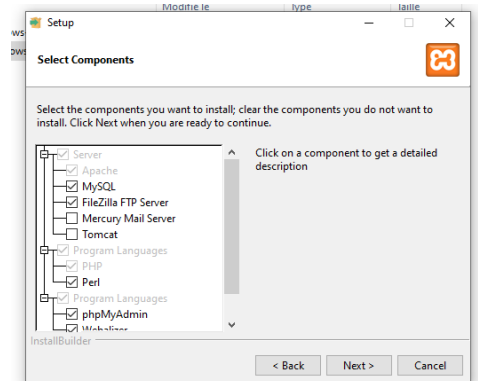 Modifié le Type Taille
Setup
Select Components
Select the components you want to install; clear the components you do not want to
install. Click Next when you are ready to continue.
Server
Apache
MySQL
FileZilla FTP Server
Mercury Mail Server
Tomcat
Program Languages
PHP
Perl
Program Languages
phpMyAdmin
Webalizer
Click on a component to get a detailed
description
InstallBuilder
< Back Next > Cancel